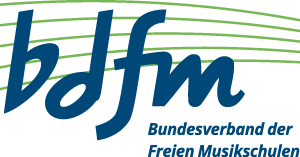 bdfm
Bundesverband der
Freien Musikschulen